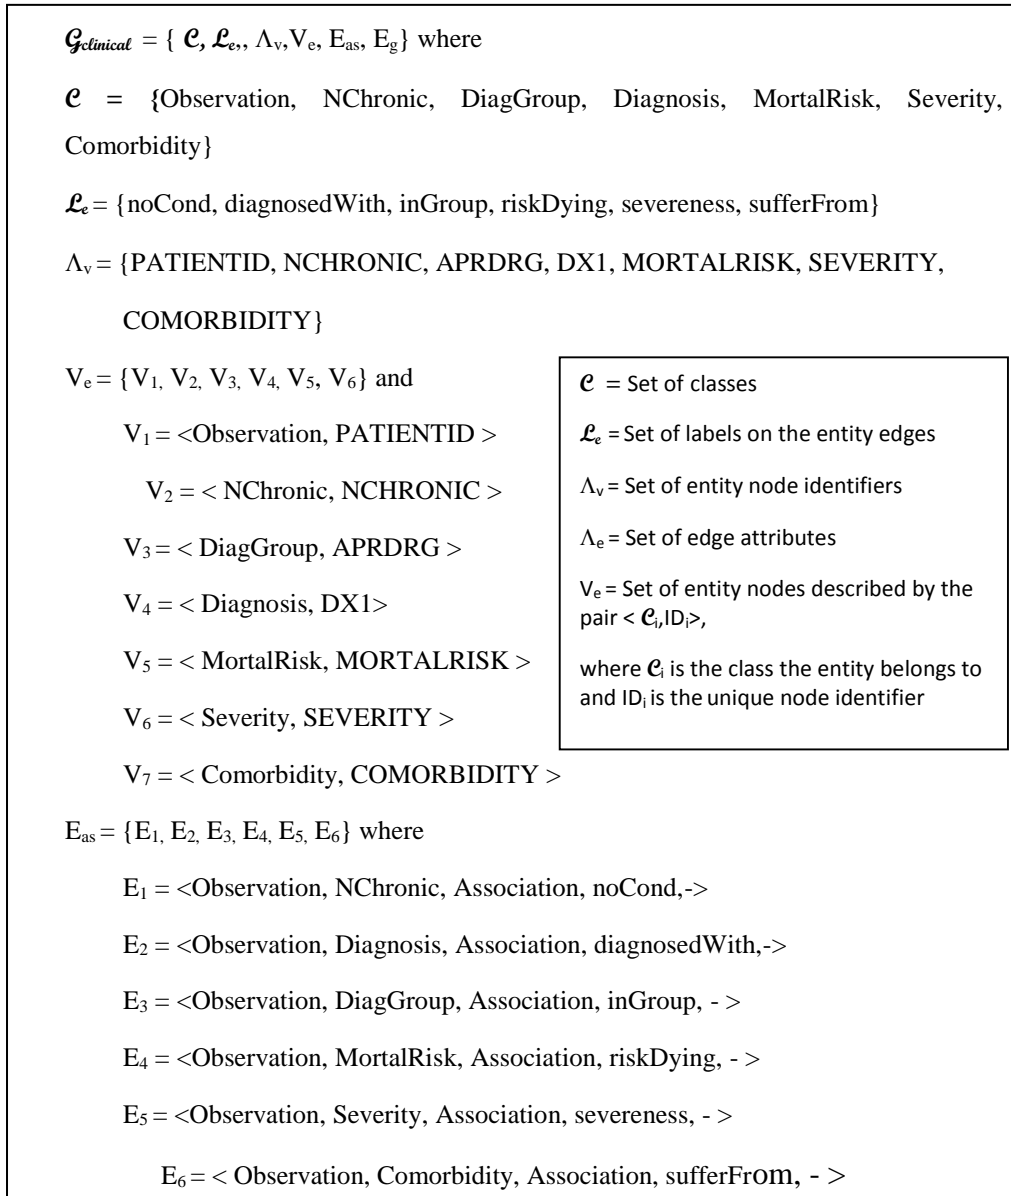 𝓖clinical = { 𝓒, 𝓛e,, Λv,Ve, Eas, Eg} where
𝓒 = {Observation, NChronic, DiagGroup, Diagnosis, MortalRisk, Severity,
Comorbidity}
𝓛e = {noCond, diagnosedWith, inGroup, riskDying, severeness, sufferFrom}
Λv = {PATIENTID, NCHRONIC, APRDRG, DX1, MORTALRISK, SEVERITY,
COMORBIDITY}
Ve = {V1, V2, V3, V4, V5, V6} and
V1 = <Observation, PATIENTID >
V2 = < NChronic, NCHRONIC >
V3 = < DiagGroup, APRDRG >
V4 = < Diagnosis, DX1>
V5 = < MortalRisk, MORTALRISK >
V6 = < Severity, SEVERITY >
V7 = < Comorbidity, COMORBIDITY >
𝓒 = Set of classes
𝓛e = Set of labels on the entity edges
Λv = Set of entity node identifiers
Λe = Set of edge attributes
Ve = Set of entity nodes described by the
pair < 𝓒i,IDi>,
where 𝓒i is the class the entity belongs to
and IDi is the unique node identifier
Eas = {E1, E2, E3, E4, E5, E6} where
E1 = <Observation, NChronic, Association, noCond,->
E2 = <Observation, Diagnosis, Association, diagnosedWith,->
E3 = <Observation, DiagGroup, Association, inGroup, - >
E4 = <Observation, MortalRisk, Association, riskDying, - >
E5 = <Observation, Severity, Association, severeness, - >
E6 = < Observation, Comorbidity, Association, sufferFrom, - >